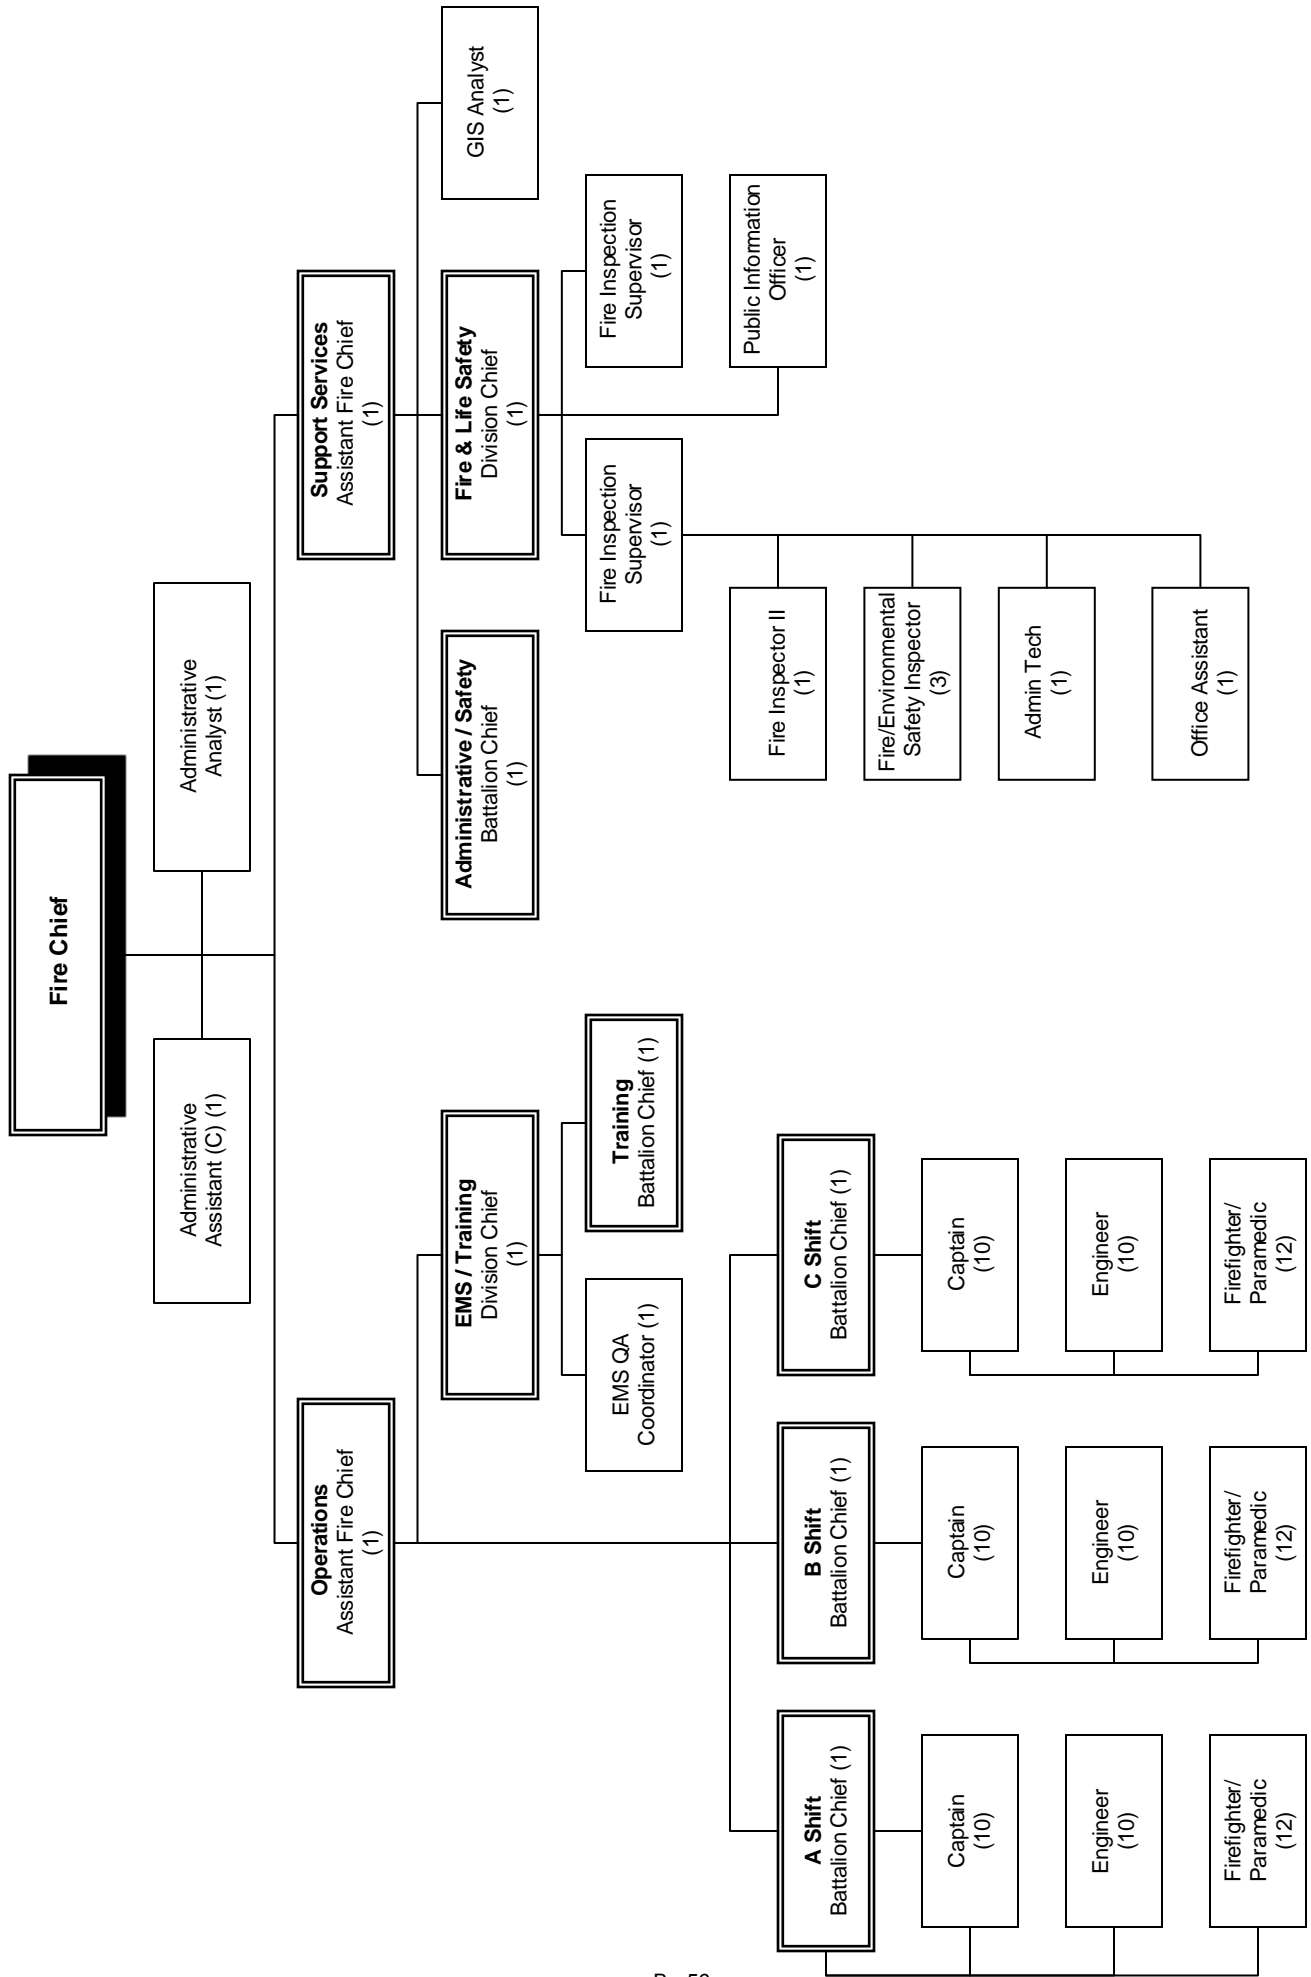 Fire Chief
Administrative
Assistant (C) (1)
Administrative
Analyst (1)
Operations
Assistant Fire Chief
(1)
Support Services
Assistant Fire Chief
(1)
EMS / Training
Division Chief
(1)
Administrative / Safety
Battalion Chief
(1)
Fire & Life Safety
Division Chief
(1)
GIS Analyst
(1)
EMS QA
Coordinator (1)
Training
Battalion Chief (1)
Fire Inspection
Supervisor
(1)
Fire Inspection
Supervisor
(1)
A Shift
Battalion Chief (1)
B Shift
Battalion Chief (1)
C Shift
Battalion Chief (1)
Fire Inspector II
(1)
Public Information
Officer
(1)
Captain
(10)
Captain
(10)
Captain
(10)
Fire/Environmental
Safety Inspector
(3)
Engineer
(10)
Engineer
(10)
Engineer
(10)
Admin Tech
(1)
Firefighter/
Paramedic
(12)
Firefighter/
Paramedic
(12)
Firefighter/
Paramedic
(12)
Office Assistant
(1)